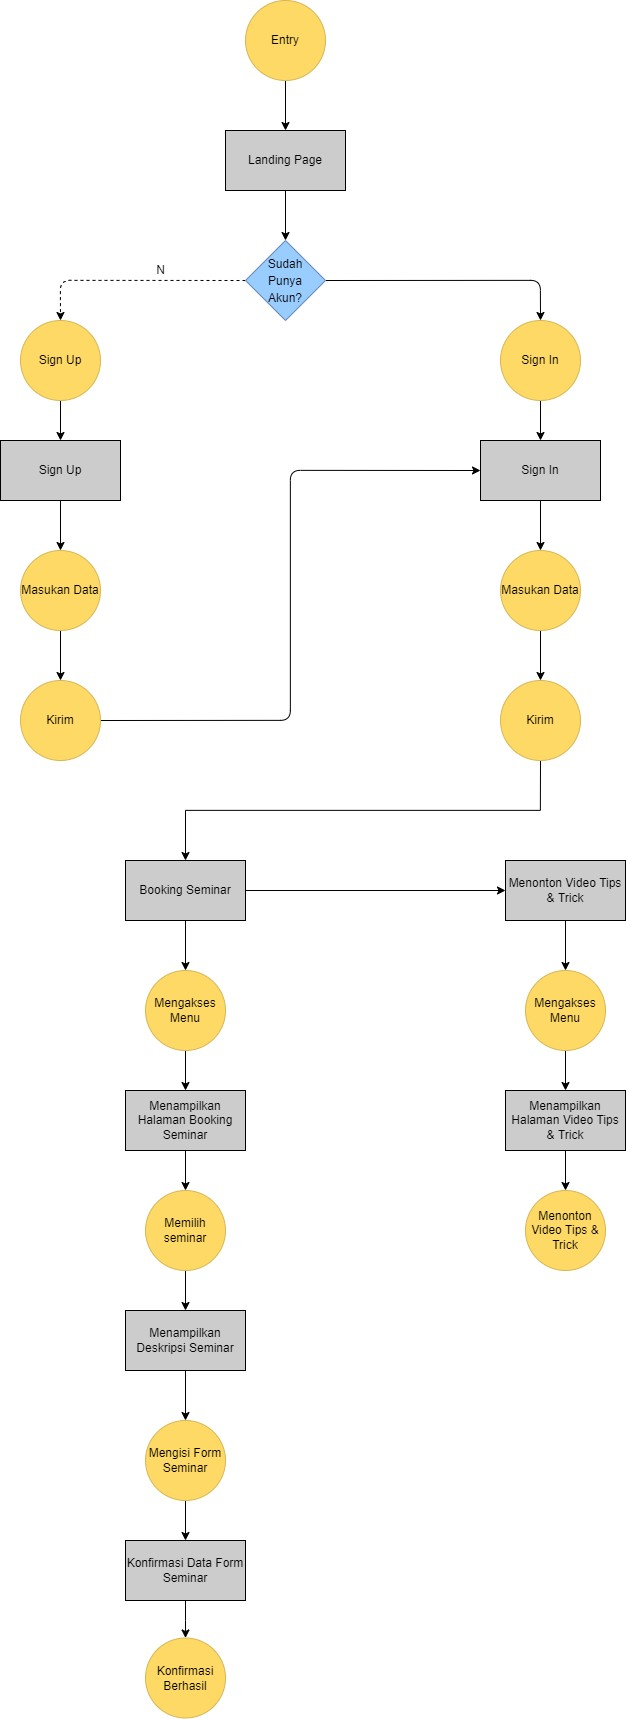 Entry
Landing Page
Sudah
Punya
Akun?
N
Sign Up
Sign In
Sign Up
Sign In
Masukan Data
Masukan Data
Kirim
Kirim
Booking Seminar
Menonton Video Tips
& Trick
Mengakses
Menu
Mengakses
Menu
Menampilkan
Halaman Booking
Seminar
Menampilkan
Halaman Video Tips
& Trick
Memilih
seminar
Menonton
Video Tips &
Trick
Menampilkan
Deskripsi Seminar
Mengisi Form
Seminar
Konfirmasi Data Form
Seminar
Konfirmasi
Berhasil